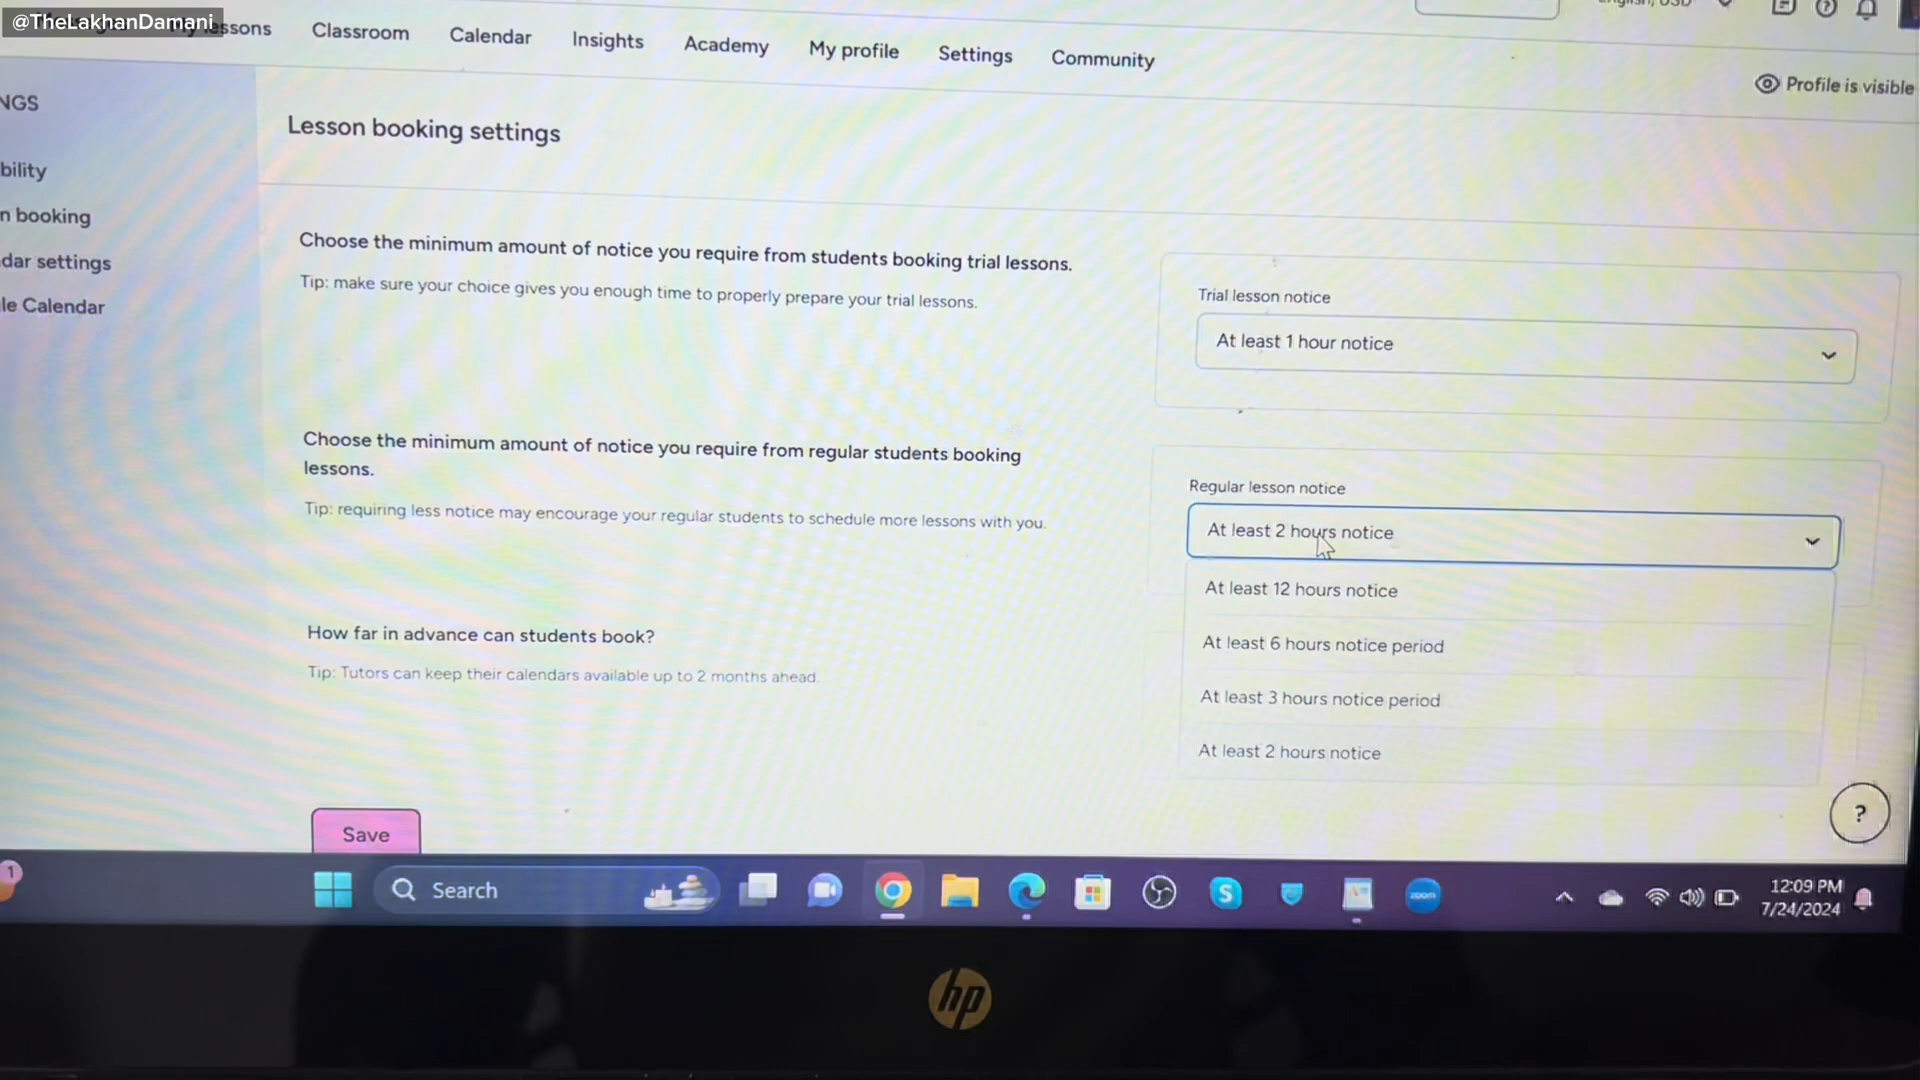 @TheLakhanDamani
lessons
Classroom
Calendar
Insights
Academy
My profile
Settings
Community
Profile is visible
NGS
bility
n booking
dar settings
le Calendar
Lesson booking settings
Choose the minimum amount of notice you require from students booking trial lessons.
Tip: make sure your choice gives you enough time to properly prepare your trial lessons.
Trial lesson notice
At least 1 hour notice
Choose the minimum amount of notice you require from regular students booking
lessons.
Tip: requiring less notice may encourage your regular students to schedule more lessons with you.
Regular lesson notice
At least 2 hours notice
At least 12 hours notice
At least 6 hours notice period
At least 3 hours notice period
At least 2 hours notice
How far in advance can students book?
Tip: Tutors can keep their calendars available up to 2 months ahead.
Save
?
1
Search
S
zoom
12:09 PM
7/24/2024
hp